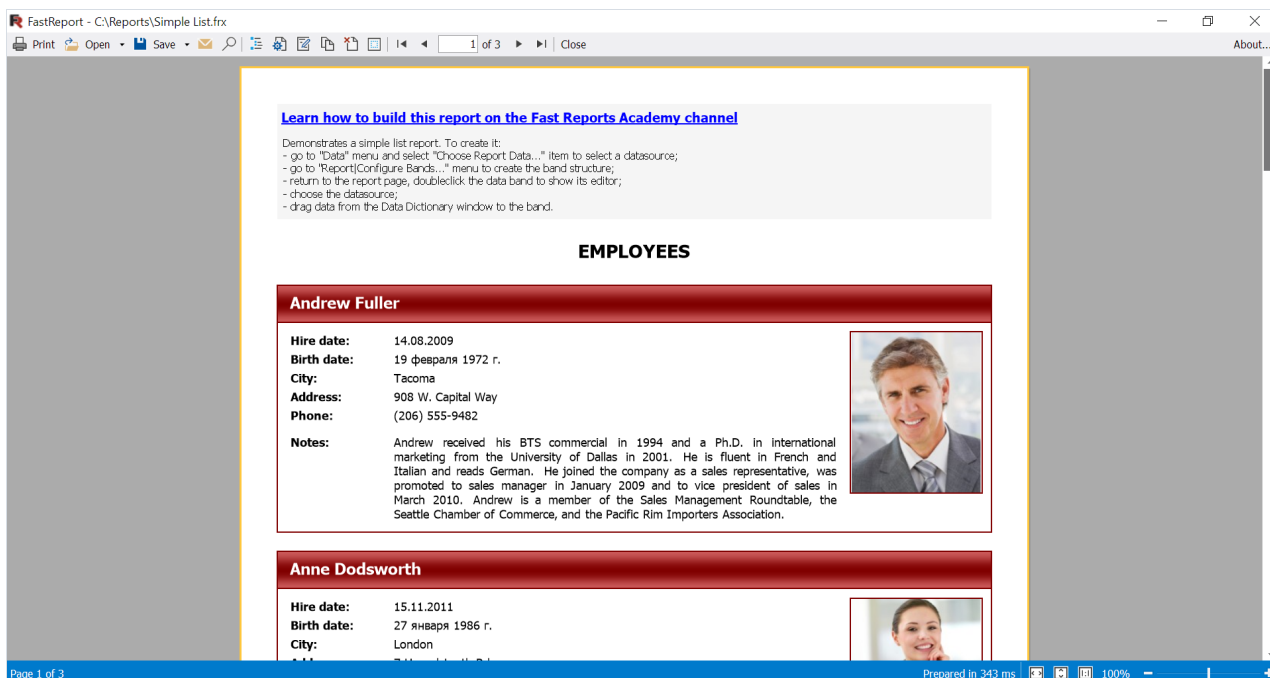 FastReport - C:\Reports\Simple List.frx
Print Open Save 1 of 3 Close About...
Learn how to build this report on the Fast Reports Academy channel
Demonstrates a simple list report. To create it:
- go to "Data" menu and select "Choose Report Data..." item to select a datasource;
- go to "Report|Configure Bands..." menu to create the band structure;
- return to the report page, doubleclick the data band to show its editor;
- choose the datasource;
- drag data from the Data Dictionary window to the band.
EMPLOYEES
Andrew Fuller
Hire date: 14.08.2009
Birth date: 19 февраля 1972 г.
City: Tacoma
Address: 908 W. Capital Way
Phone: (206) 555-9482
Notes: Andrew received his BTS commercial in 1994 and a Ph.D. in international
marketing from the University of Dallas in 2001. He is fluent in French and
Italian and reads German. He joined the company as a sales representative, was
promoted to sales manager in January 2009 and to vice president of sales in
March 2010. Andrew is a member of the Sales Management Roundtable, the
Seattle Chamber of Commerce, and the Pacific Rim Importers Association.
Anne Dodsworth
Hire date: 15.11.2011
Birth date: 27 января 1986 г.
City: London
Page 1 of 3 Prepared in 343 ms 1:1 100%